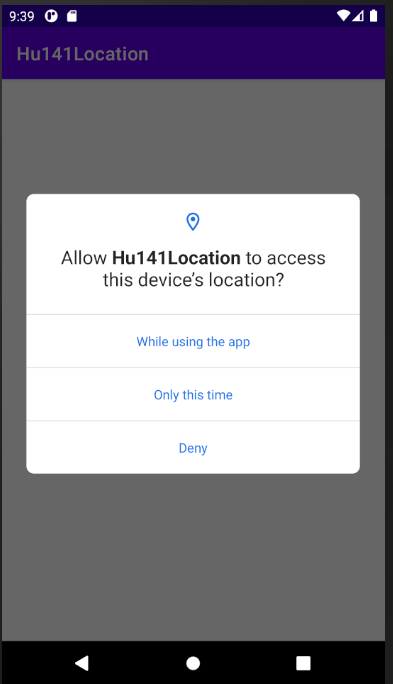 9:39
Hu141Location
Allow Hu141Location to access
this device's location?
While using the app
Only this time
Deny